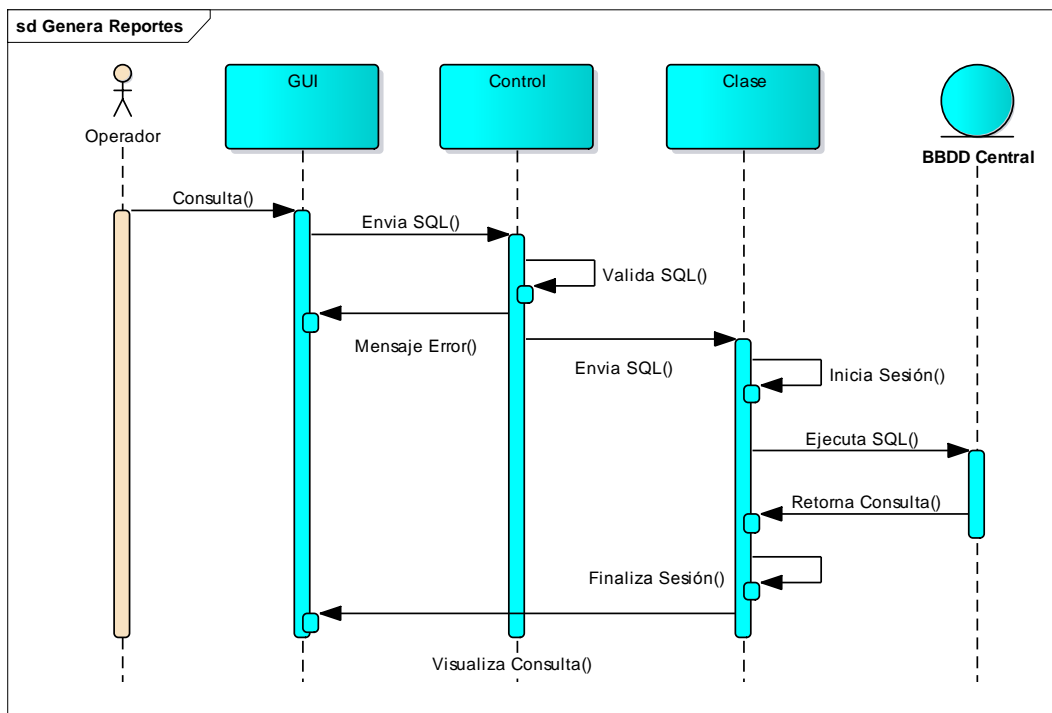 sd Genera Reportes
GUI
Control
Clase
Operador
BBDD Central
Consulta()
Envia SQL()
Valida SQL()
Mensaje Error()
Envia SQL()
Inicia Sesión()
Ejecuta SQL()
Retorna Consulta()
Finaliza Sesión()
Visualiza Consulta()